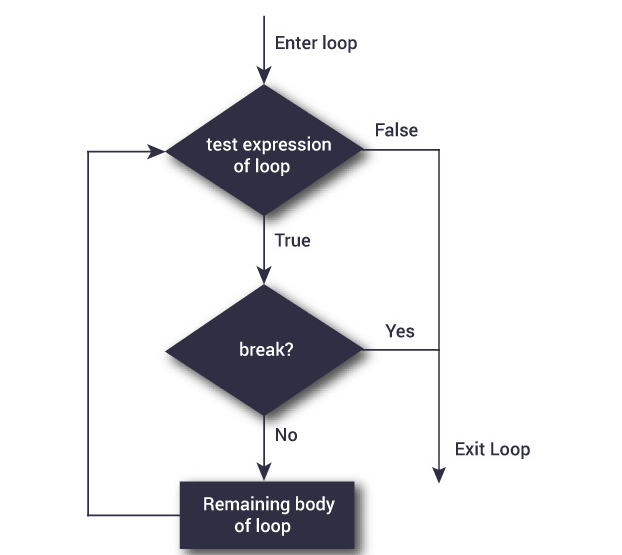 Enter loop
test expression
of loop
False
True
break?
Yes
No
Exit Loop
Remaining body
of loop